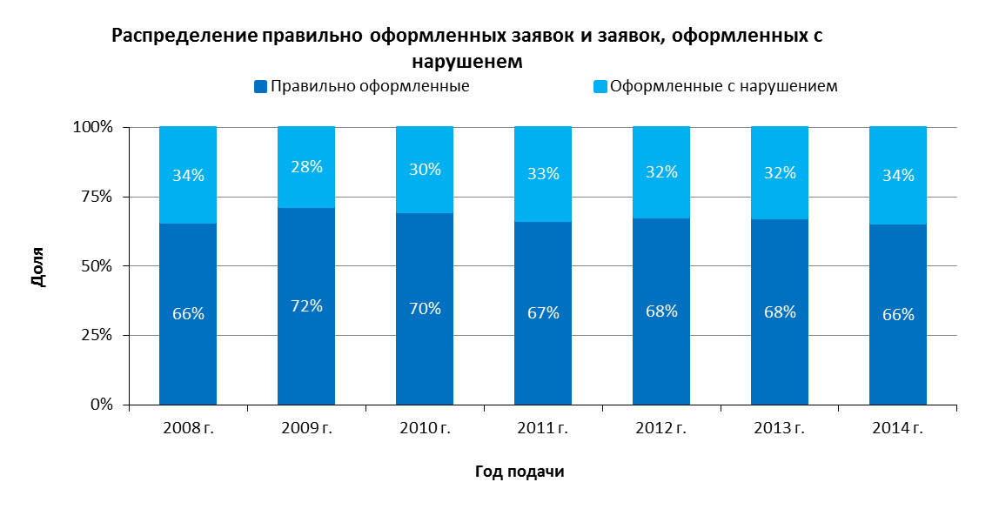 Распределение правильно оформленных заявок и заявок, оформленных с
нарушенем
Правильно оформленные Оформленные с нарушением
100%
34% 28% 30% 33% 32% 32% 34%
75%
50%
66% 72% 70% 67% 68% 68% 66%
25%
0%
Доля
2008 г. 2009 г. 2010 г. 2011 г. 2012 г. 2013 г. 2014 г.
Год подачи